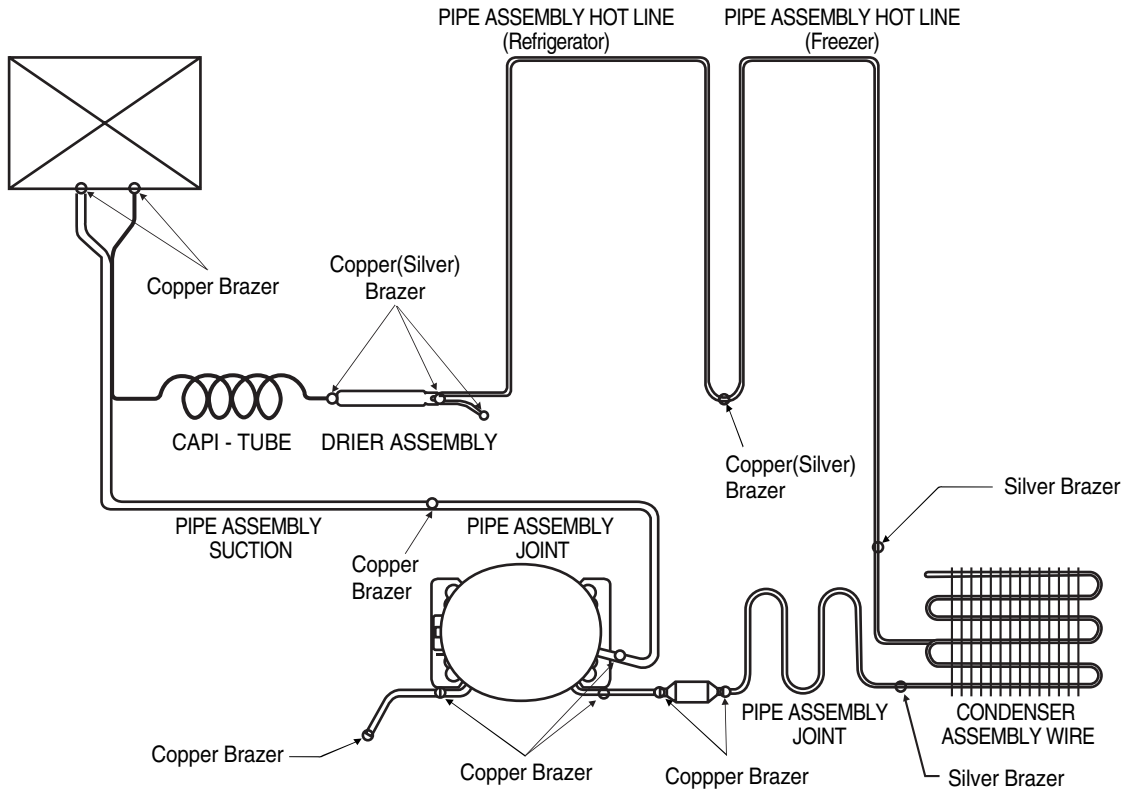 PIPE ASSEMBLY HOT LINE
(Refrigerator)
PIPE ASSEMBLY HOT LINE
(Freezer)
Copper Brazer
Copper(Silver)
Brazer
CAPI - TUBE
DRIER ASSEMBLY
Copper(Silver)
Brazer
Silver Brazer
PIPE ASSEMBLY
SUCTION
Copper
Brazer
PIPE ASSEMBLY
JOINT
PIPE ASSEMBLY
JOINT
CONDENSER
ASSEMBLY WIRE
Copper Brazer
Copper Brazer
Coppper Brazer
Silver Brazer